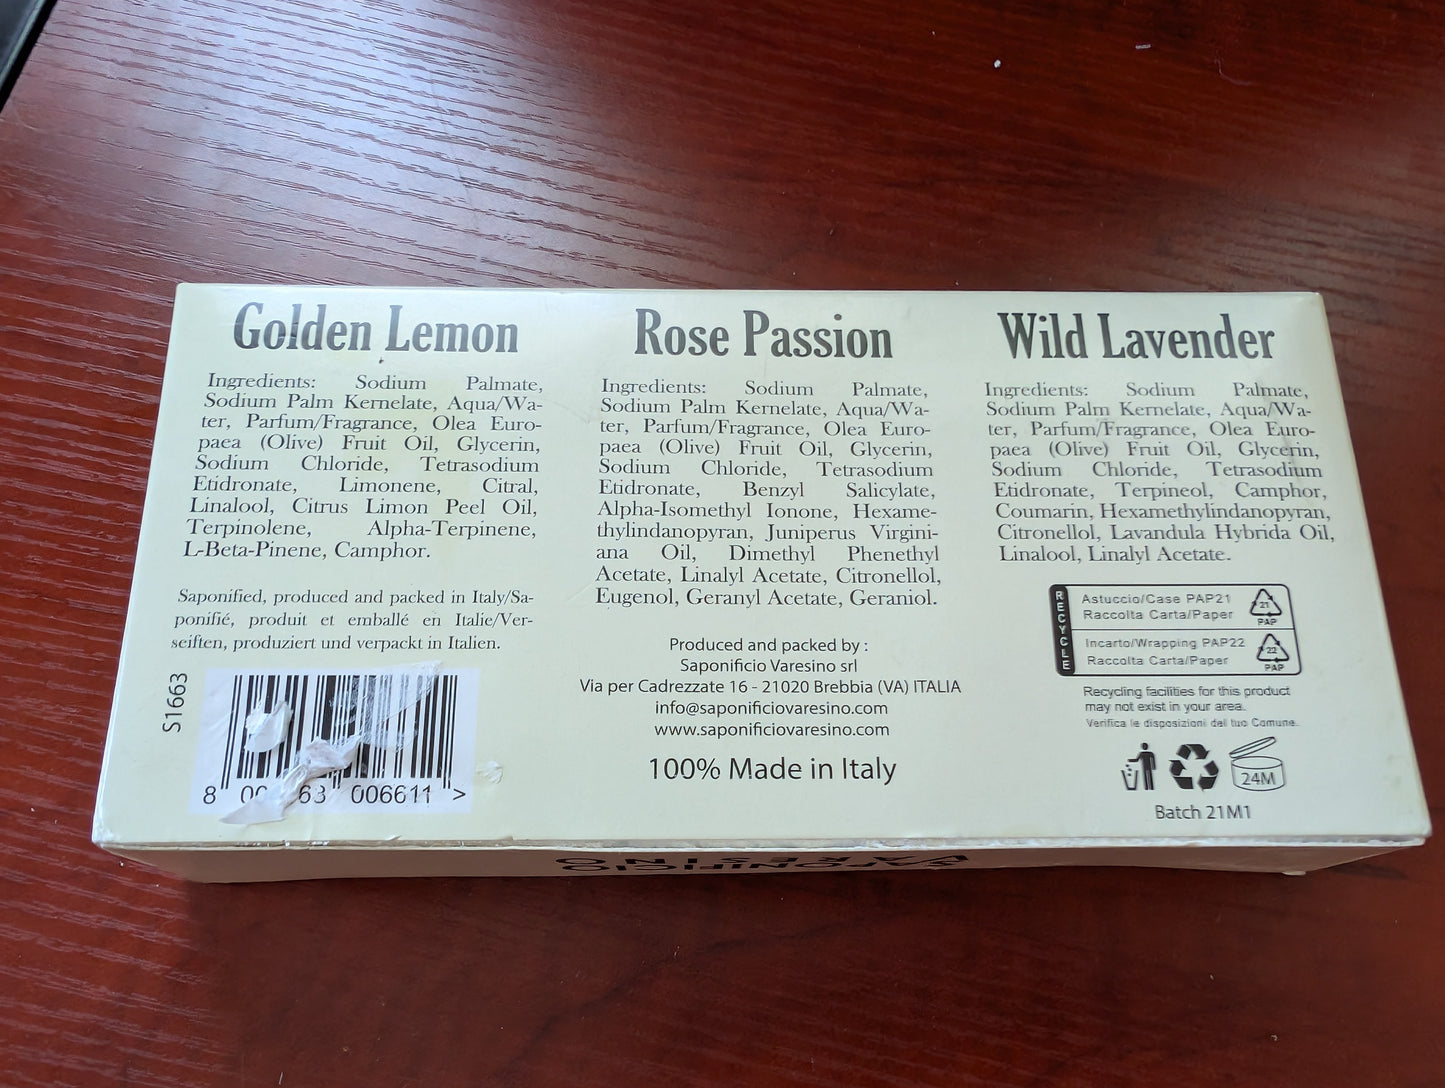 Golden Lemon
Ingredients: Sodium Palmate,
Sodium Palm Kernelate, Aqua/Wa-
ter, Parfum/Fragrance, Olea Euro-
paea (Olive) Fruit Oil, Glycerin,
Sodium Chloride, Tetrasodium
Etidronate, Limonene, Citral,
Linalool, Citrus Limon Peel Oil,
Terpinolene, Alpha-Terpinene,
L-Beta-Pinene, Camphor.
Saponified, produced and packed in Italy/Sa-
ponifié, produit et emballé en Italie/Ver-
seiften, produziert und verpackt in Italien.
S1663
8 00 63 006611 >
Rose Passion
Ingredients: Sodium Palmate,
Sodium Palm Kernelate, Aqua/Wa-
ter, Parfum/Fragrance, Olea Euro-
paea (Olive) Fruit Oil, Glycerin,
Sodium Chloride, Tetrasodium
Etidronate, Benzyl Salicylate,
Alpha-Isomethyl Ionone, Hexame-
thylindanopyran, Juniperus Virgini-
ana Oil, Dimethyl Phenethyl
Acetate, Linalyl Acetate, Citronellol,
Eugenol, Geranyl Acetate, Geraniol.
Produced and packed by :
Saponificio Varesino srl
Via per Cadrezzate 16 - 21020 Brebbia (VA) ITALIA
info@saponificiovaresino.com
www.saponificiovaresino.com
100% Made in Italy
Wild Lavender
Ingredients: Sodium Palmate,
Sodium Palm Kernelate, Aqua/Wa-
ter, Parfum/Fragrance, Olea Euro-
paea (Olive) Fruit Oil, Glycerin,
Sodium Chloride, Tetrasodium
Etidronate, Terpineol, Camphor,
Coumarin, Hexamethylindanopyran,
Citronellol, Lavandula Hybrida Oil,
Linalool, Linalyl Acetate.
RECYCLE
Astuccio/Case PAP21
Raccolta Carta/Paper
21
PAP
Incarto/Wrapping PAP22
Raccolta Carta/Paper
22
PAP
Recycling facilities for this product
may not exist in your area.
Verifica le disposizioni del tuo Comune.
24M
Batch 21M1
SAPONIFICIO
VARESINO